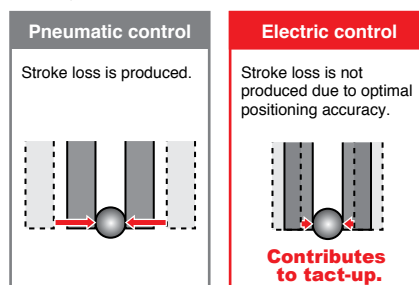 Pneumatic control
Stroke loss is produced.
Electric control
Stroke loss is not
produced due to optimal
positioning accuracy.
Contributes
to tact-up.